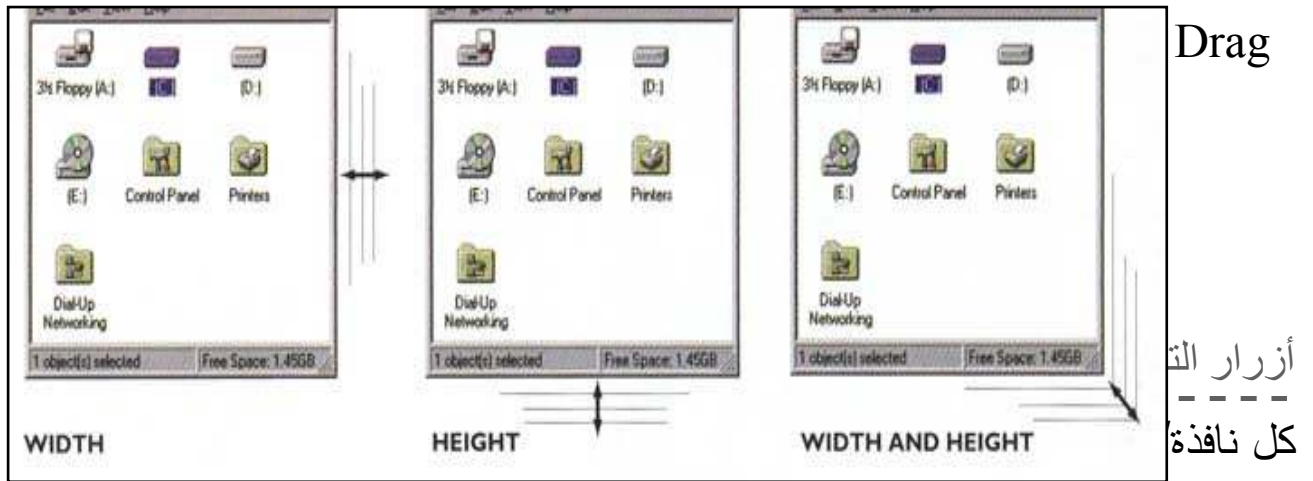 Drag
3½ Floppy (A:) (C:) (D:)
(E:) Control Panel Printers
Dial-Up
Networking
1 object(s) selected Free Space: 1.45GB
WIDTH
3½ Floppy (A:) (C:) (D:)
(E:) Control Panel Printers
Dial-Up
Networking
1 object(s) selected Free Space: 1.45GB
HEIGHT
3½ Floppy (A:) (C:) (D:)
(E:) Control Panel Printers
Dial-Up
Networking
1 object(s) selected Free Space: 1.45GB
WIDTH AND HEIGHT
أزرار
كل نافذة